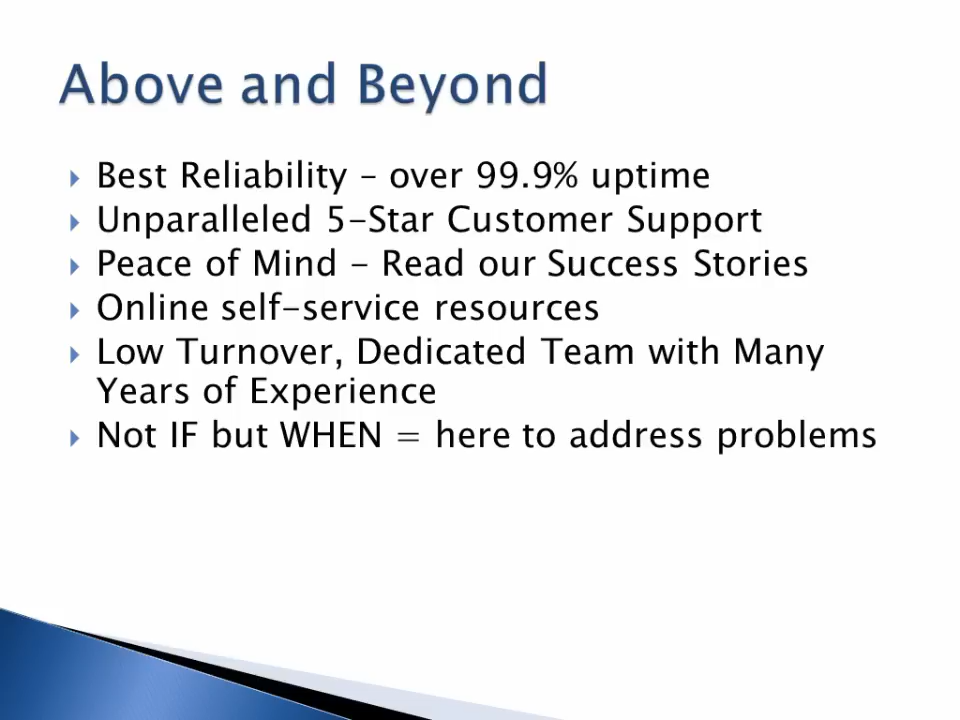 Above and Beyond
Best Reliability – over 99.9% uptime
Unparalleled 5-Star Customer Support
Peace of Mind - Read our Success Stories
Online self-service resources
Low Turnover, Dedicated Team with Many
Years of Experience
Not IF but WHEN = here to address problems